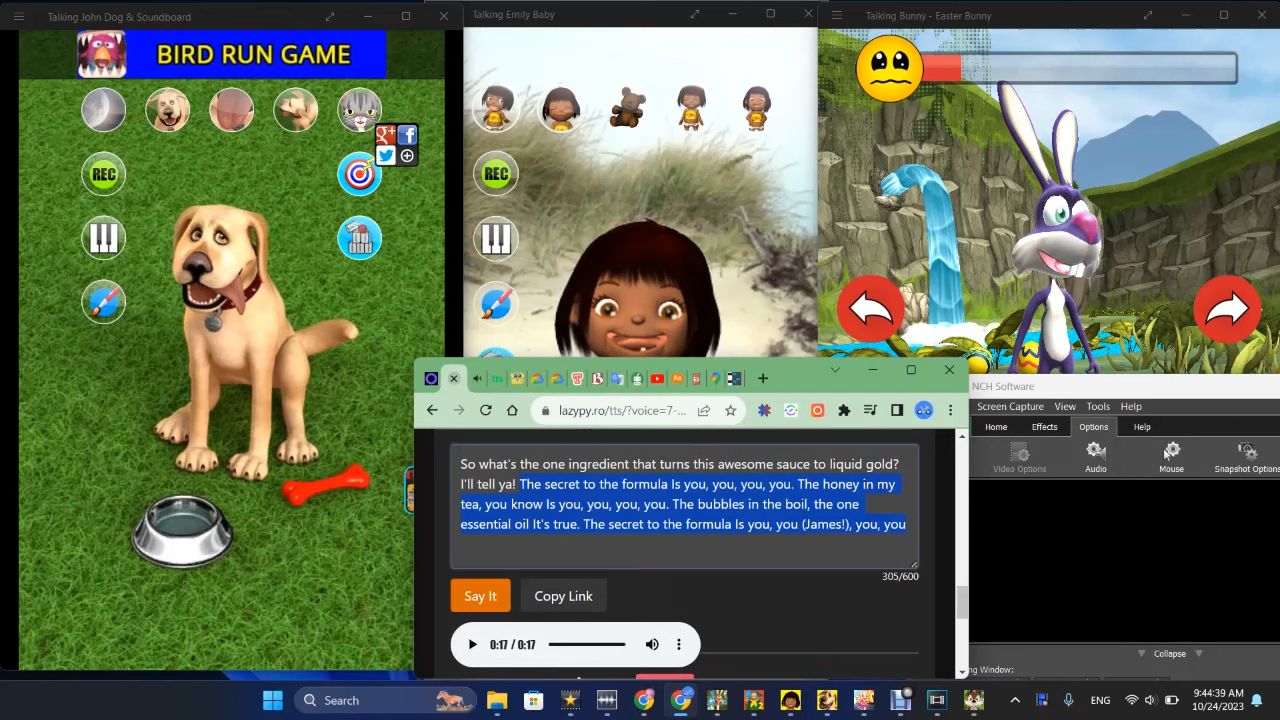 Talking John Dog & Soundboard
BIRD RUN GAME
REC
Talking Emily Baby
REC
Talking Bunny - Easter Bunny
lazypy.ro/tts/?voice=7-...
So what's the one ingredient that turns this awesome sauce to liquid gold?
I'll tell ya! The secret to the formula Is you, you, you, you. The honey in my
tea, you know Is you, you, you, you. The bubbles in the boil, the one
essential oil It's true. The secret to the formula Is you, you (James!), you, you
305/600
Say It
Copy Link
0:17 / 0:17
NCH Software
Screen Capture View Tools Help
Home Effects Options Help
Video Options Audio Mouse Snapshot Options
Collapse
ng Window:
Search
ENG
9:44:39 AM
10/24/2023